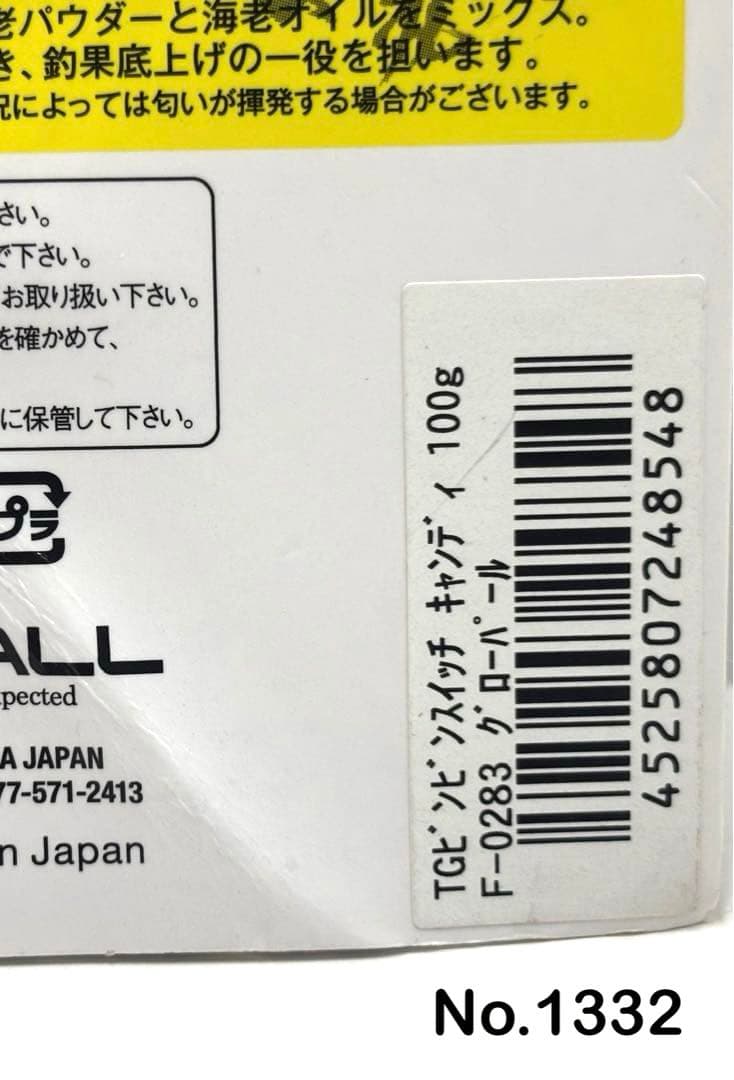 老パウダーと海老オイルをミックス。
き、釣果底上げの一役を担います。
況によっては匂いが揮発する場合がございます。
さい。
で下さい。
お取り扱い下さい。
を確かめて、
に保管して下さい。
プラ
ALL
pected
A JAPAN
77-571-2413
n Japan
TGﾋﾞﾝﾋﾞﾝｽｲｯﾁ ｷｬﾝﾃﾞｨ 100g
F-0283 ｸﾞﾛｰﾊﾟｰﾙ
4525807248548
No.1332